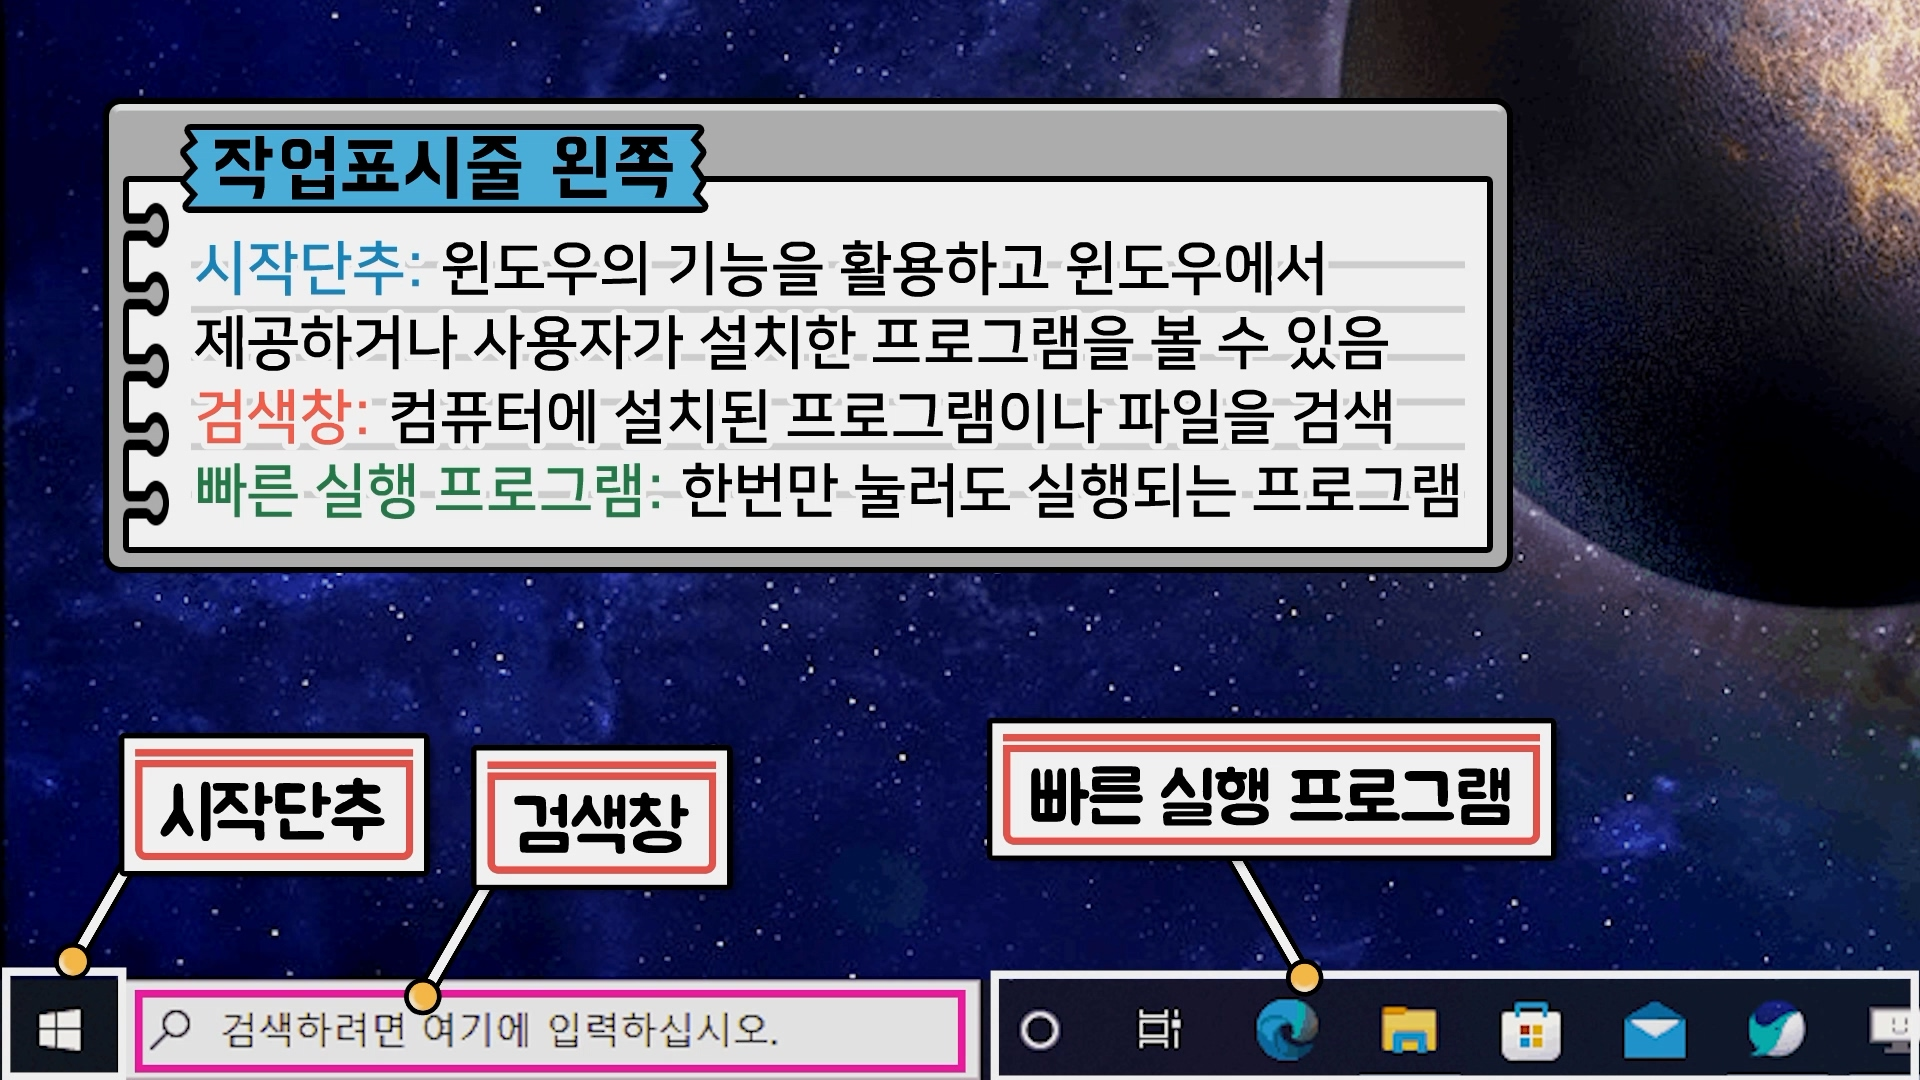 작업표시줄 왼쪽
시작단추: 윈도우의 기능을 활용하고 윈도우에서
제공하거나 사용자가 설치한 프로그램을 볼 수 있음
검색창: 컴퓨터에 설치된 프로그램이나 파일을 검색
빠른 실행 프로그램: 한번만 눌러도 실행되는 프로그램
시작단추
검색창
빠른 실행 프로그램
검색하려면 여기에 입력하십시오.